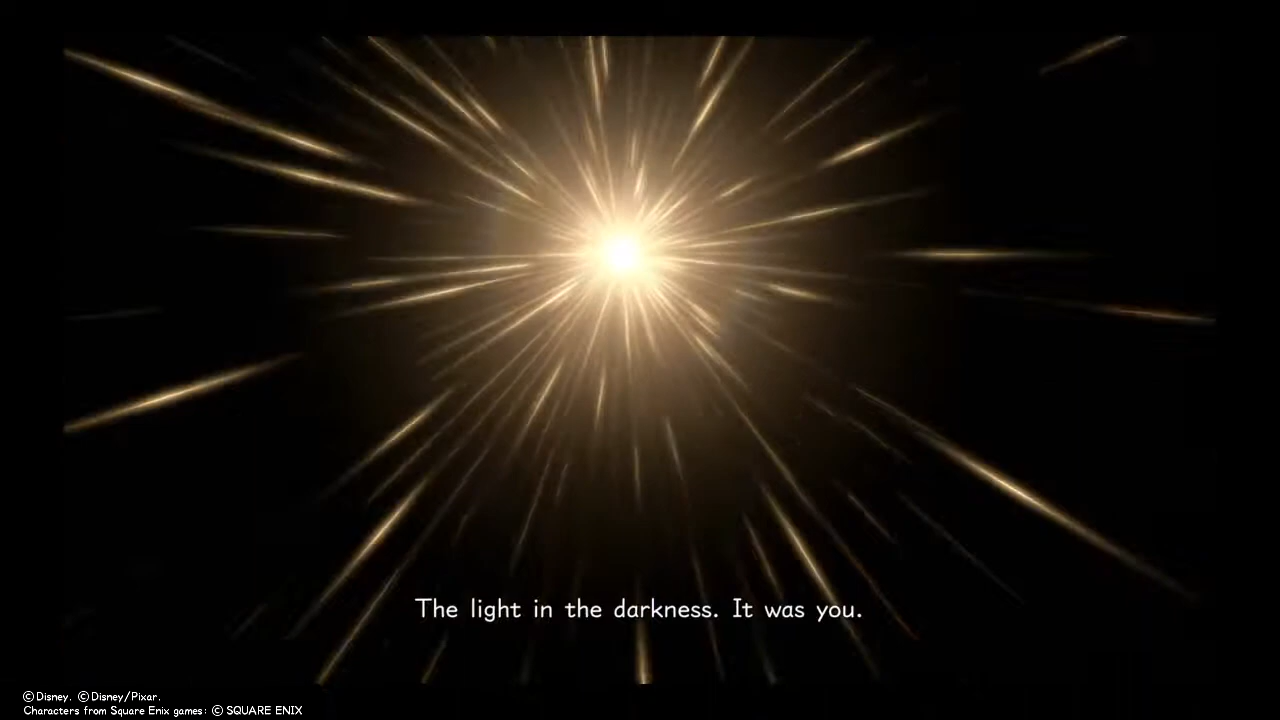 The light in the darkness. It was you.
©Disney. ©Disney/Pixar.
Characters from Square Enix games: © SQUARE ENIX